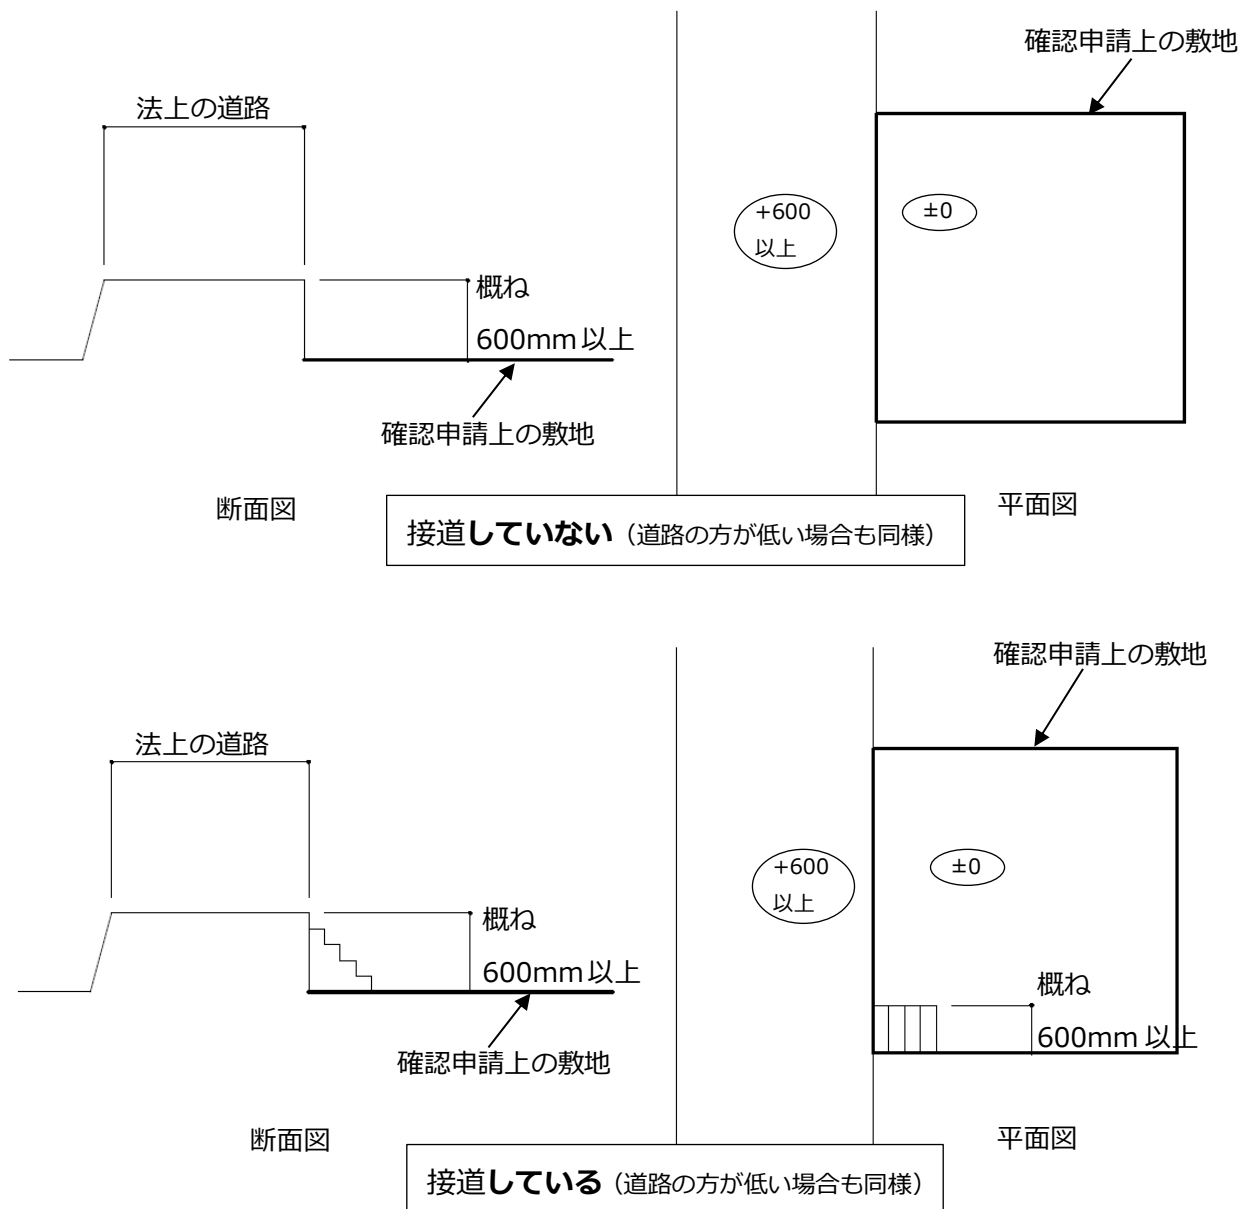 確認申請上の敷地
法上の道路
+600
以上
±0
概ね
600mm以上
確認申請上の敷地
断面図
平面図
接道していない（道路の方が低い場合も同様）
確認申請上の敷地
法上の道路
+600
以上
±0
概ね
600mm以上
概ね
600mm以上
確認申請上の敷地
断面図
平面図
接道している（道路の方が低い場合も同様）